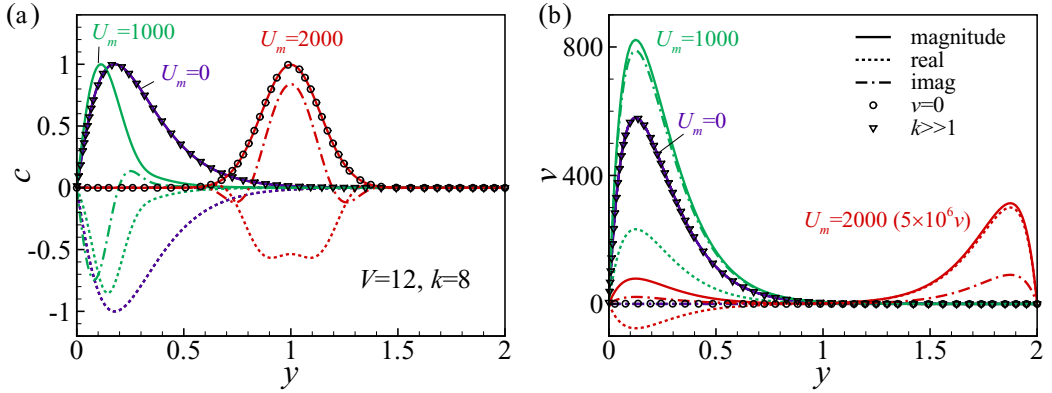 (a)
U_m=1000
U_m=2000
U_m=0
1
0.5
0
-0.5
-1
c
V=12, k=8
0
0.5
1
1.5
2
y
(b)
U_m=1000
magnitude
real
imag
v=0
k>>1
U_m=0
U_m=2000 (5×10⁶v)
800
400
0
v
0
0.5
1
1.5
2
y